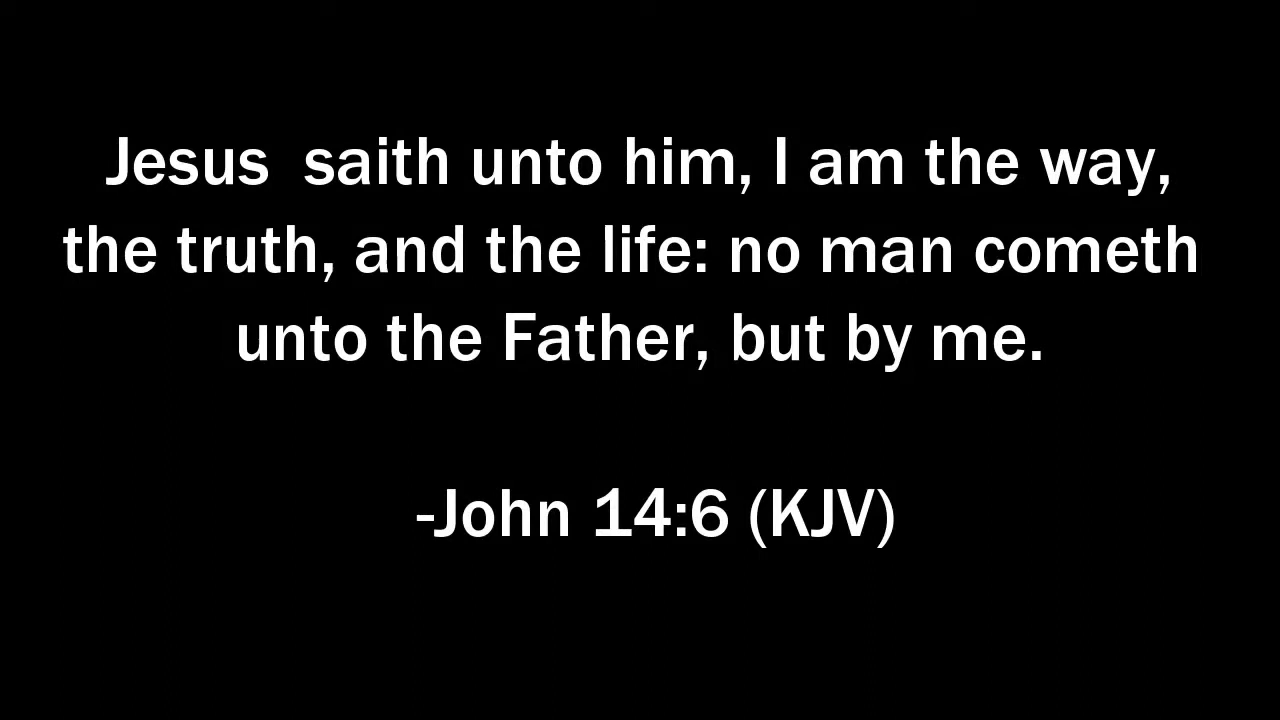 Jesus  saith unto him, I am the way,
the truth, and the life: no man cometh
unto the Father, but by me.
-John 14:6 (KJV)